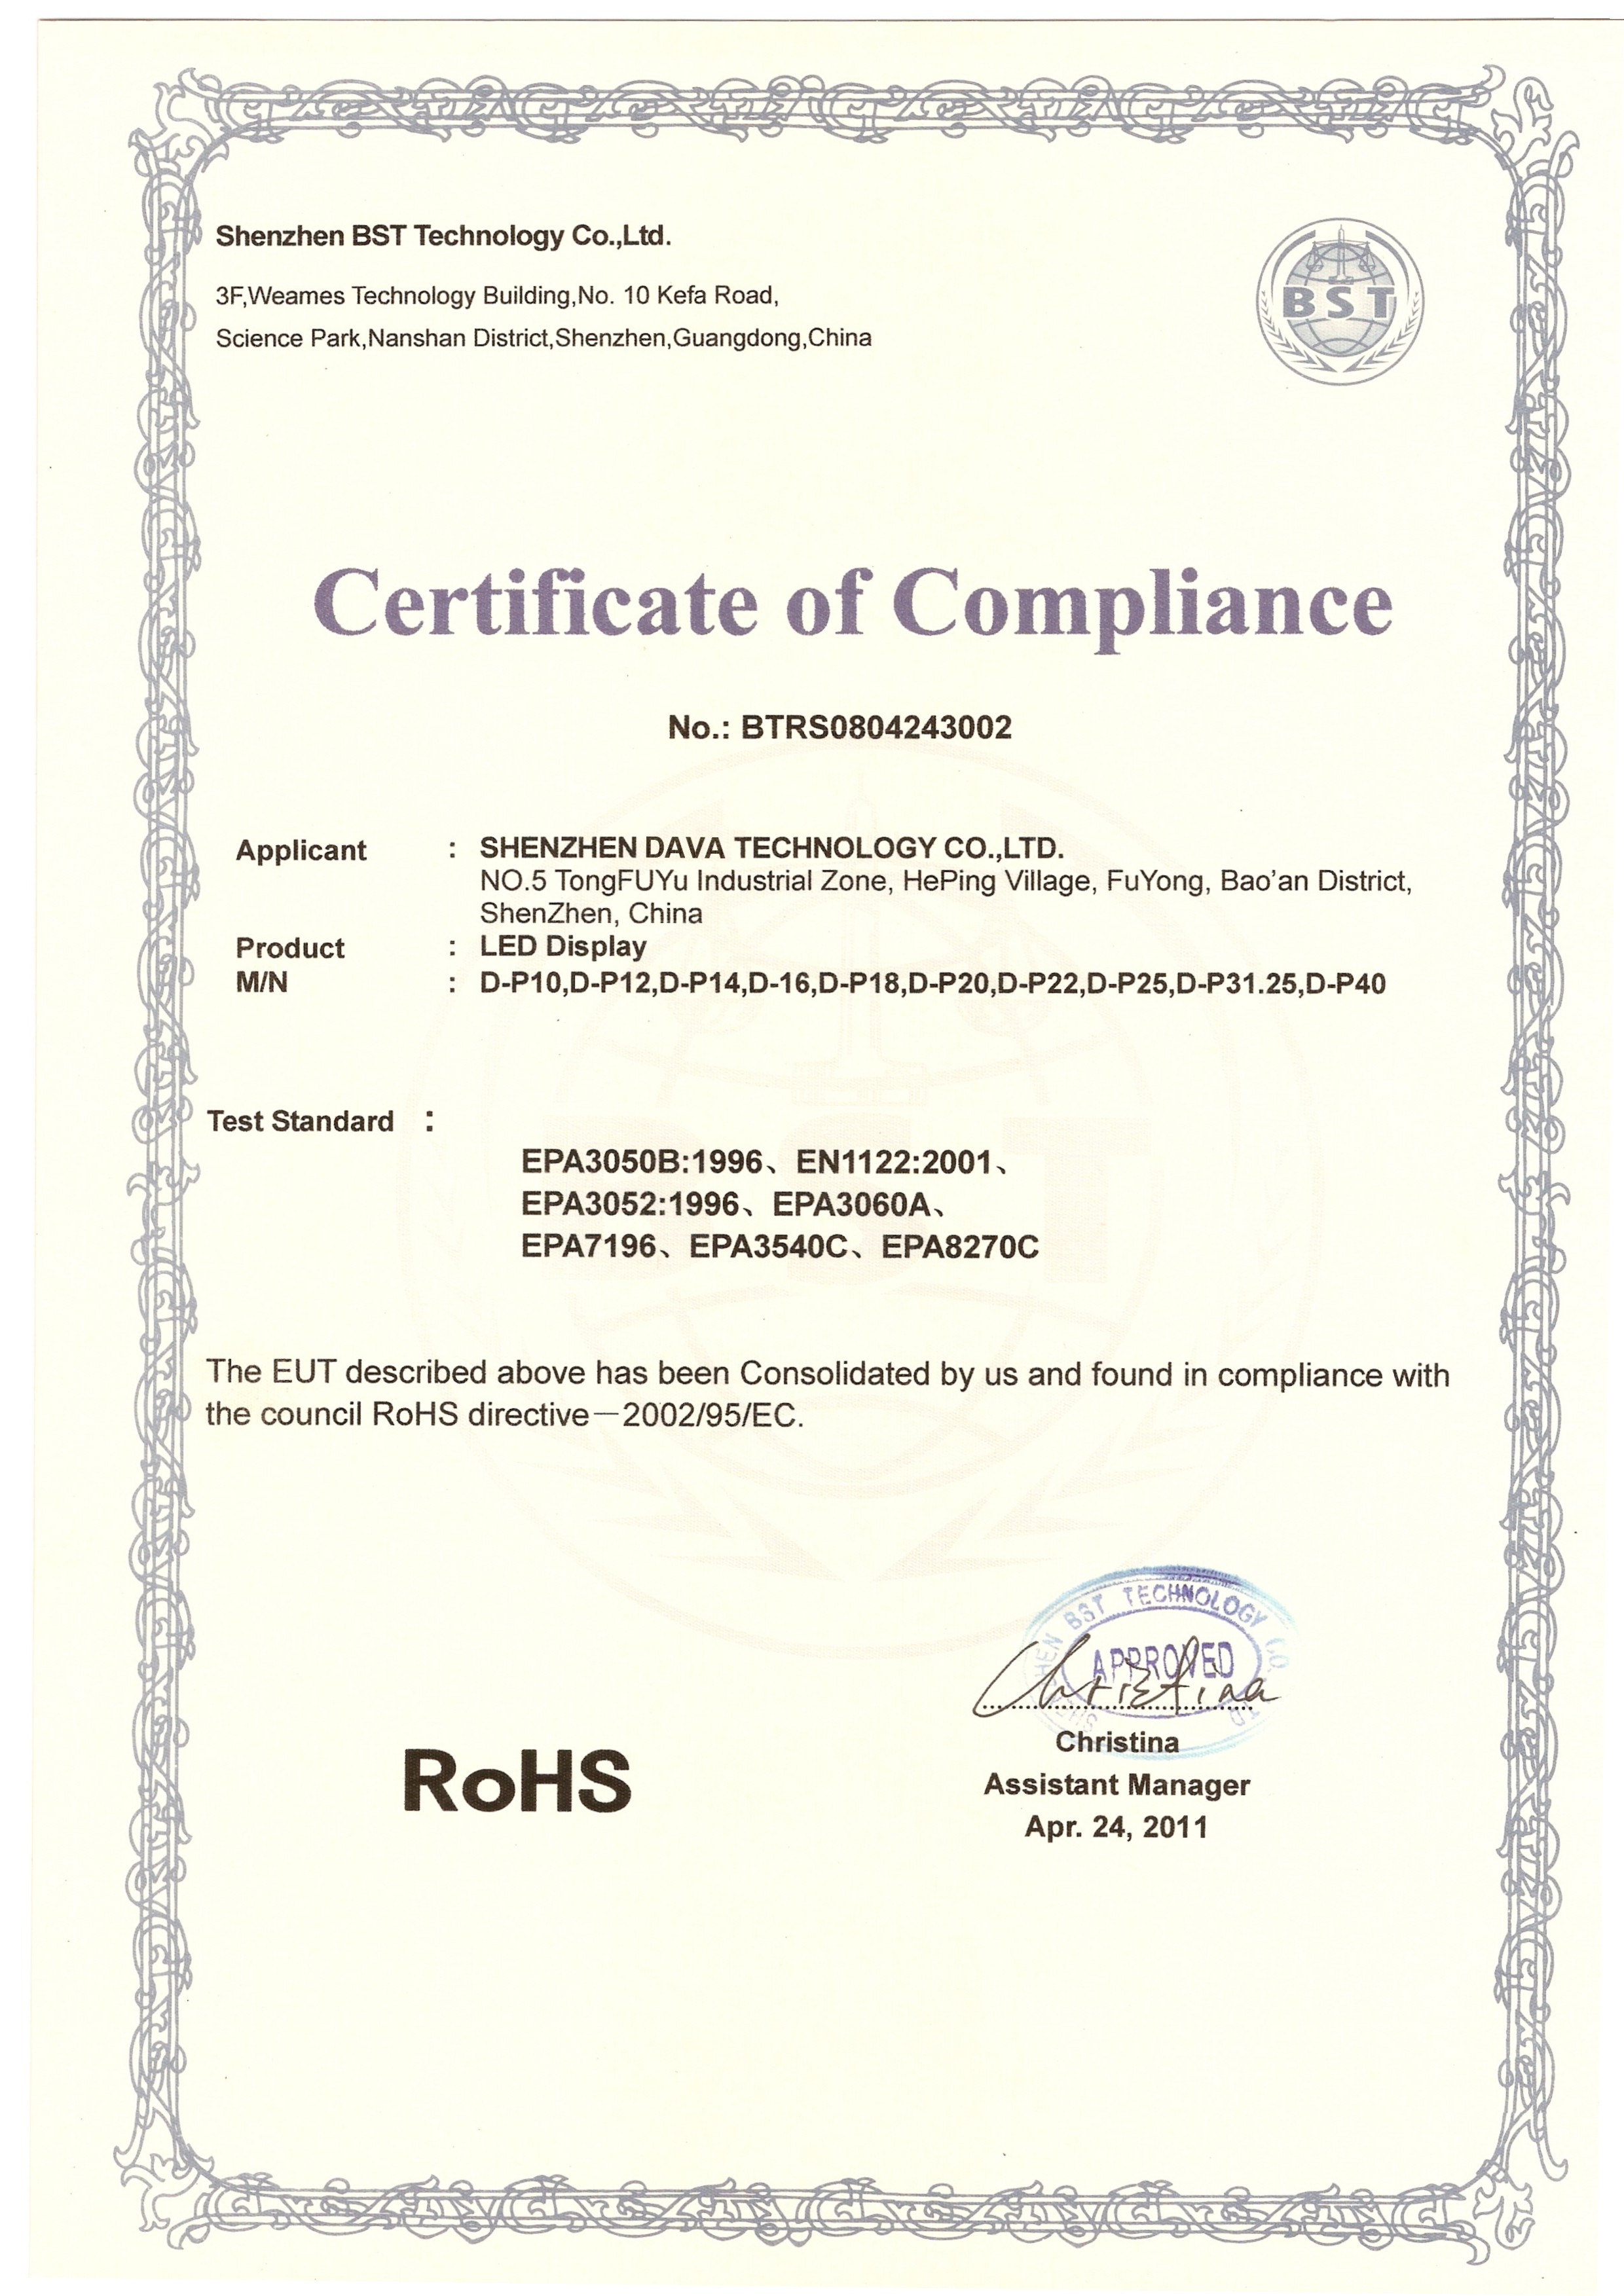 Shenzhen BST Technology Co.,Ltd.
3F,Weames Technology Building,No. 10 Kefa Road,
Science Park,Nanshan District,Shenzhen,Guangdong,China
BST
Certificate of Compliance
No.: BTRS0804243002
Applicant : SHENZHEN DAVA TECHNOLOGY CO.,LTD.
NO.5 TongFUYu Industrial Zone, HePing Village, FuYong, Bao’an District,
ShenZhen, China
Product : LED Display
M/N : D-P10,D-P12,D-P14,D-16,D-P18,D-P20,D-P22,D-P25,D-P31.25,D-P40
Test Standard :
EPA3050B:1996、EN1122:2001、
EPA3052:1996、EPA3060A、
EPA7196、EPA3540C、EPA8270C
The EUT described above has been Consolidated by us and found in compliance with
the council RoHS directive—2002/95/EC.
BST TECHNOLOGY CO. LTD
APPROVED
Christina
Christina
Assistant Manager
Apr. 24, 2011
RoHS